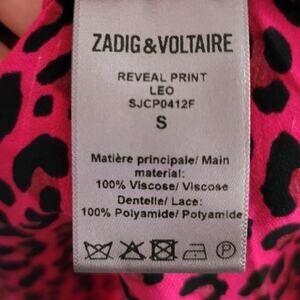 ZADIG&VOLTAIRE
REVEAL PRINT
LEO
SJCP0412F
S
Matière principale/ Main
material:
100% Viscose/ Viscose
Dentelle/ Lace:
100% Polyamide/ Polyamide